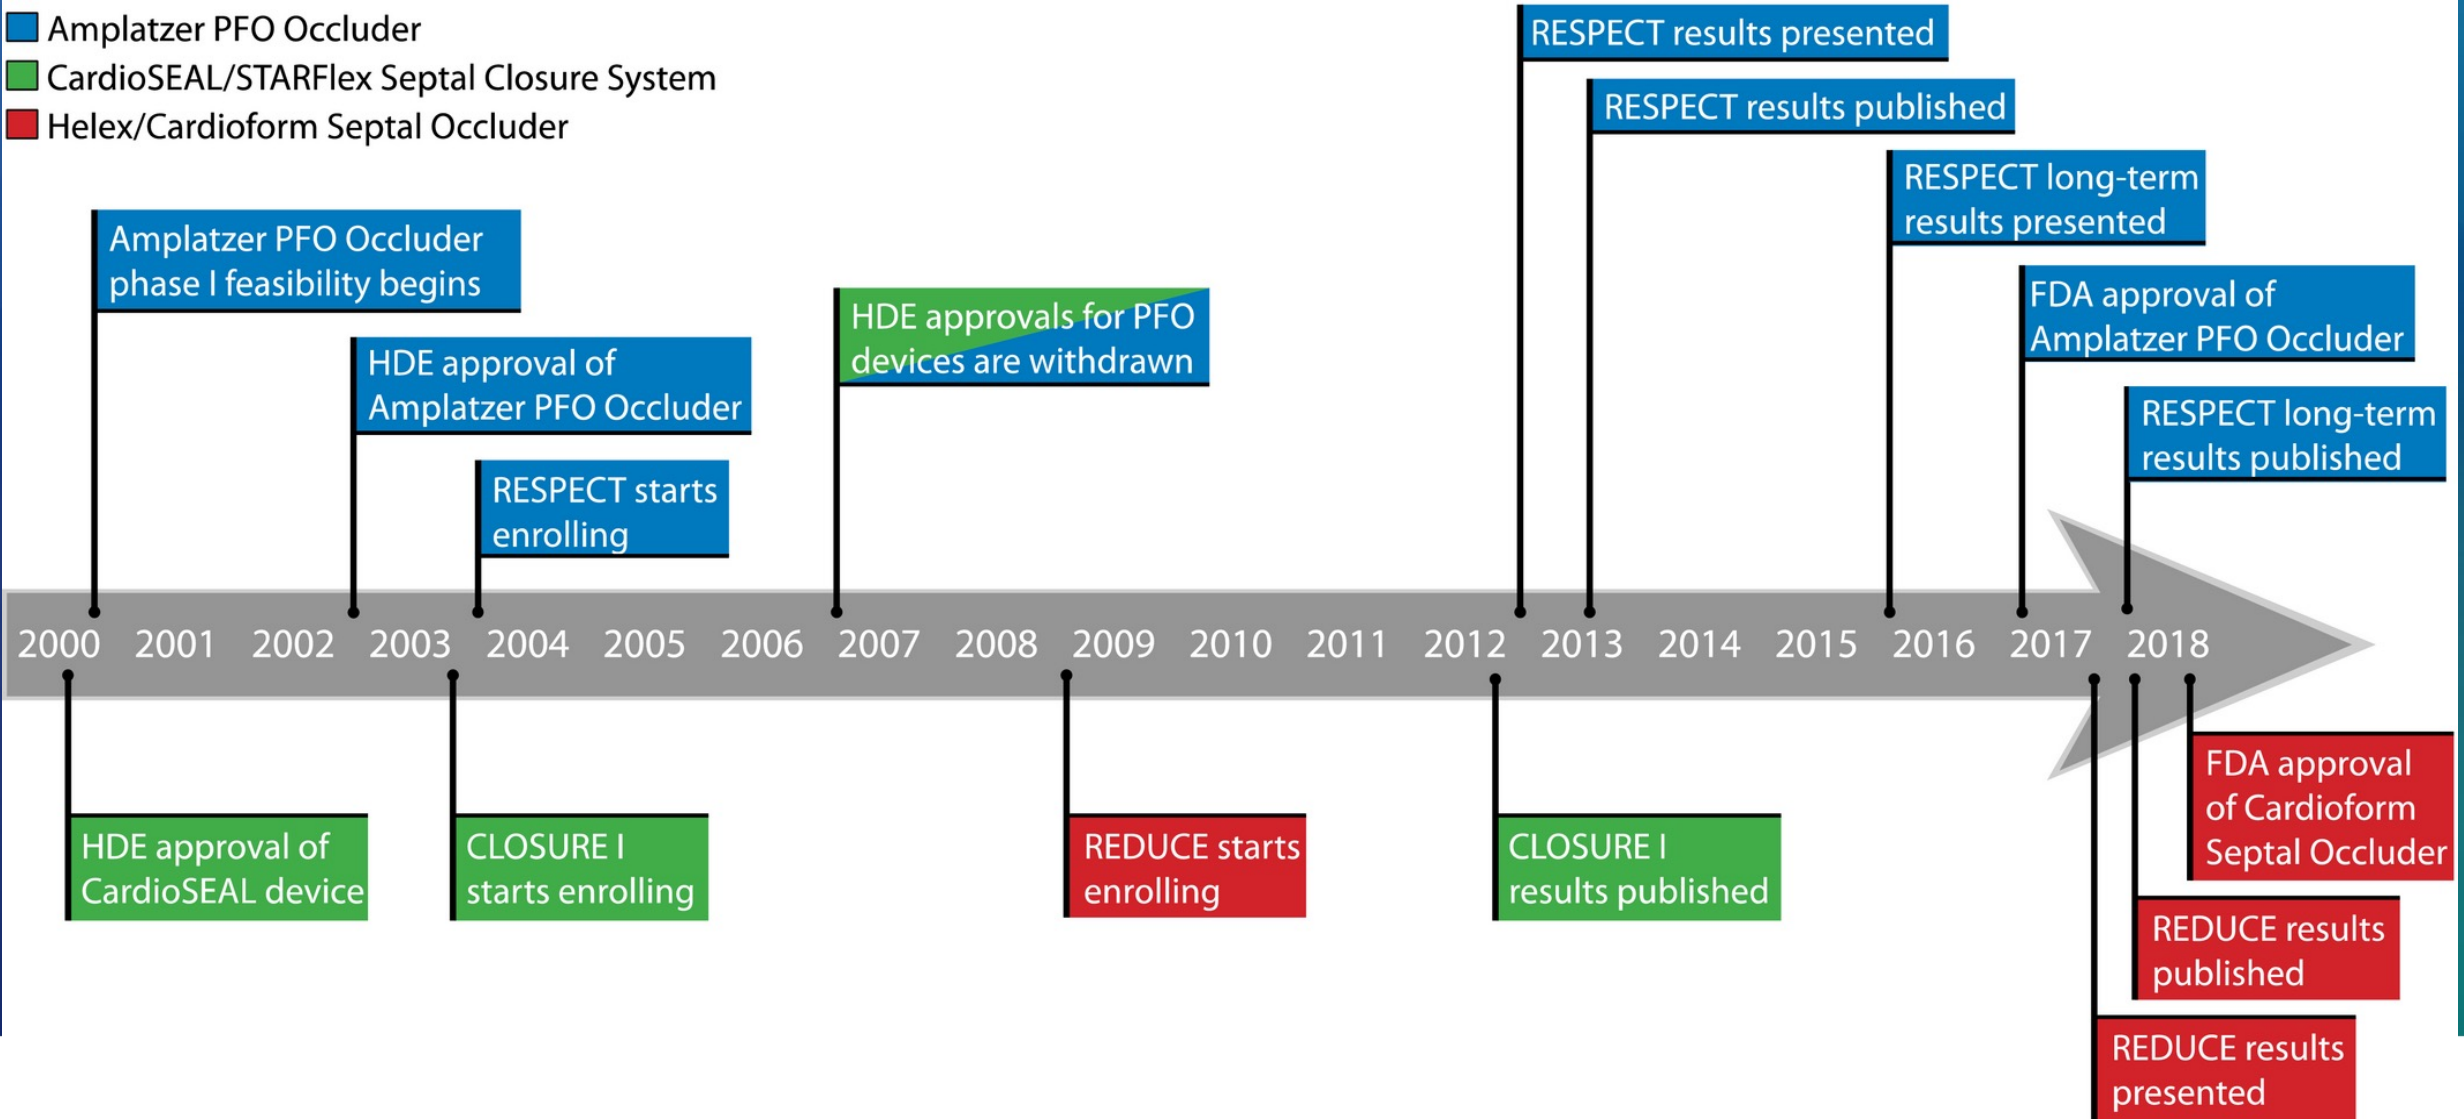 Amplatzer PFO Occluder
CardioSEAL/STARFlex Septal Closure System
Helex/Cardioform Septal Occluder
RESPECT results presented
RESPECT results published
RESPECT long-term
results presented
Amplatzer PFO Occluder
phase I feasibility begins
FDA approval of
Amplatzer PFO Occluder
HDE approvals for PFO
devices are withdrawn
HDE approval of
Amplatzer PFO Occluder
RESPECT long-term
results published
RESPECT starts
enrolling
2000 2001 2002 2003 2004 2005 2006 2007 2008 2009 2010 2011 2012 2013 2014 2015 2016 2017 2018
HDE approval of
CardioSEAL device
CLOSURE I
starts enrolling
REDUCE starts
enrolling
CLOSURE I
results published
FDA approval
of Cardioform
Septal Occluder
REDUCE results
published
REDUCE results
presented